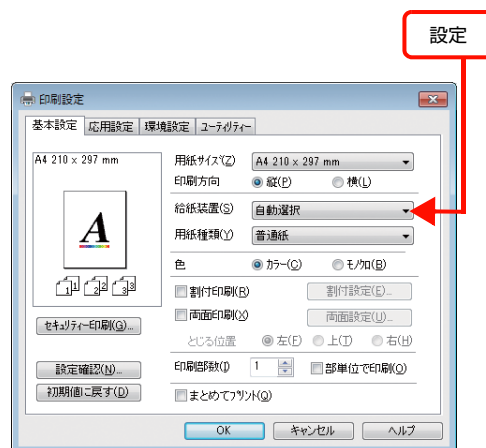 設定
印刷設定
基本設定 応用設定 環境設定 ユーティリティー
A4 210 × 297 mm
用紙サイズ(Z) A4 210 × 297 mm
印刷方向 縦(P) 横(L)
給紙装置(S) 自動選択
用紙種類(Y) 普通紙
A
色 カラー(C) モノクロ(B)
1 1 2 2 3 3
割付印刷(R) 割付設定(E)...
両面印刷(X) 両面設定(U)...
セキュリティー印刷(G)...
とじる位置 左(F) 上(T) 右(H)
設定確認(N)...
印刷部数(I) 1 部単位で印刷(O)
初期値に戻す(D)
まとめてプリント(Q)
OK キャンセル ヘルプ